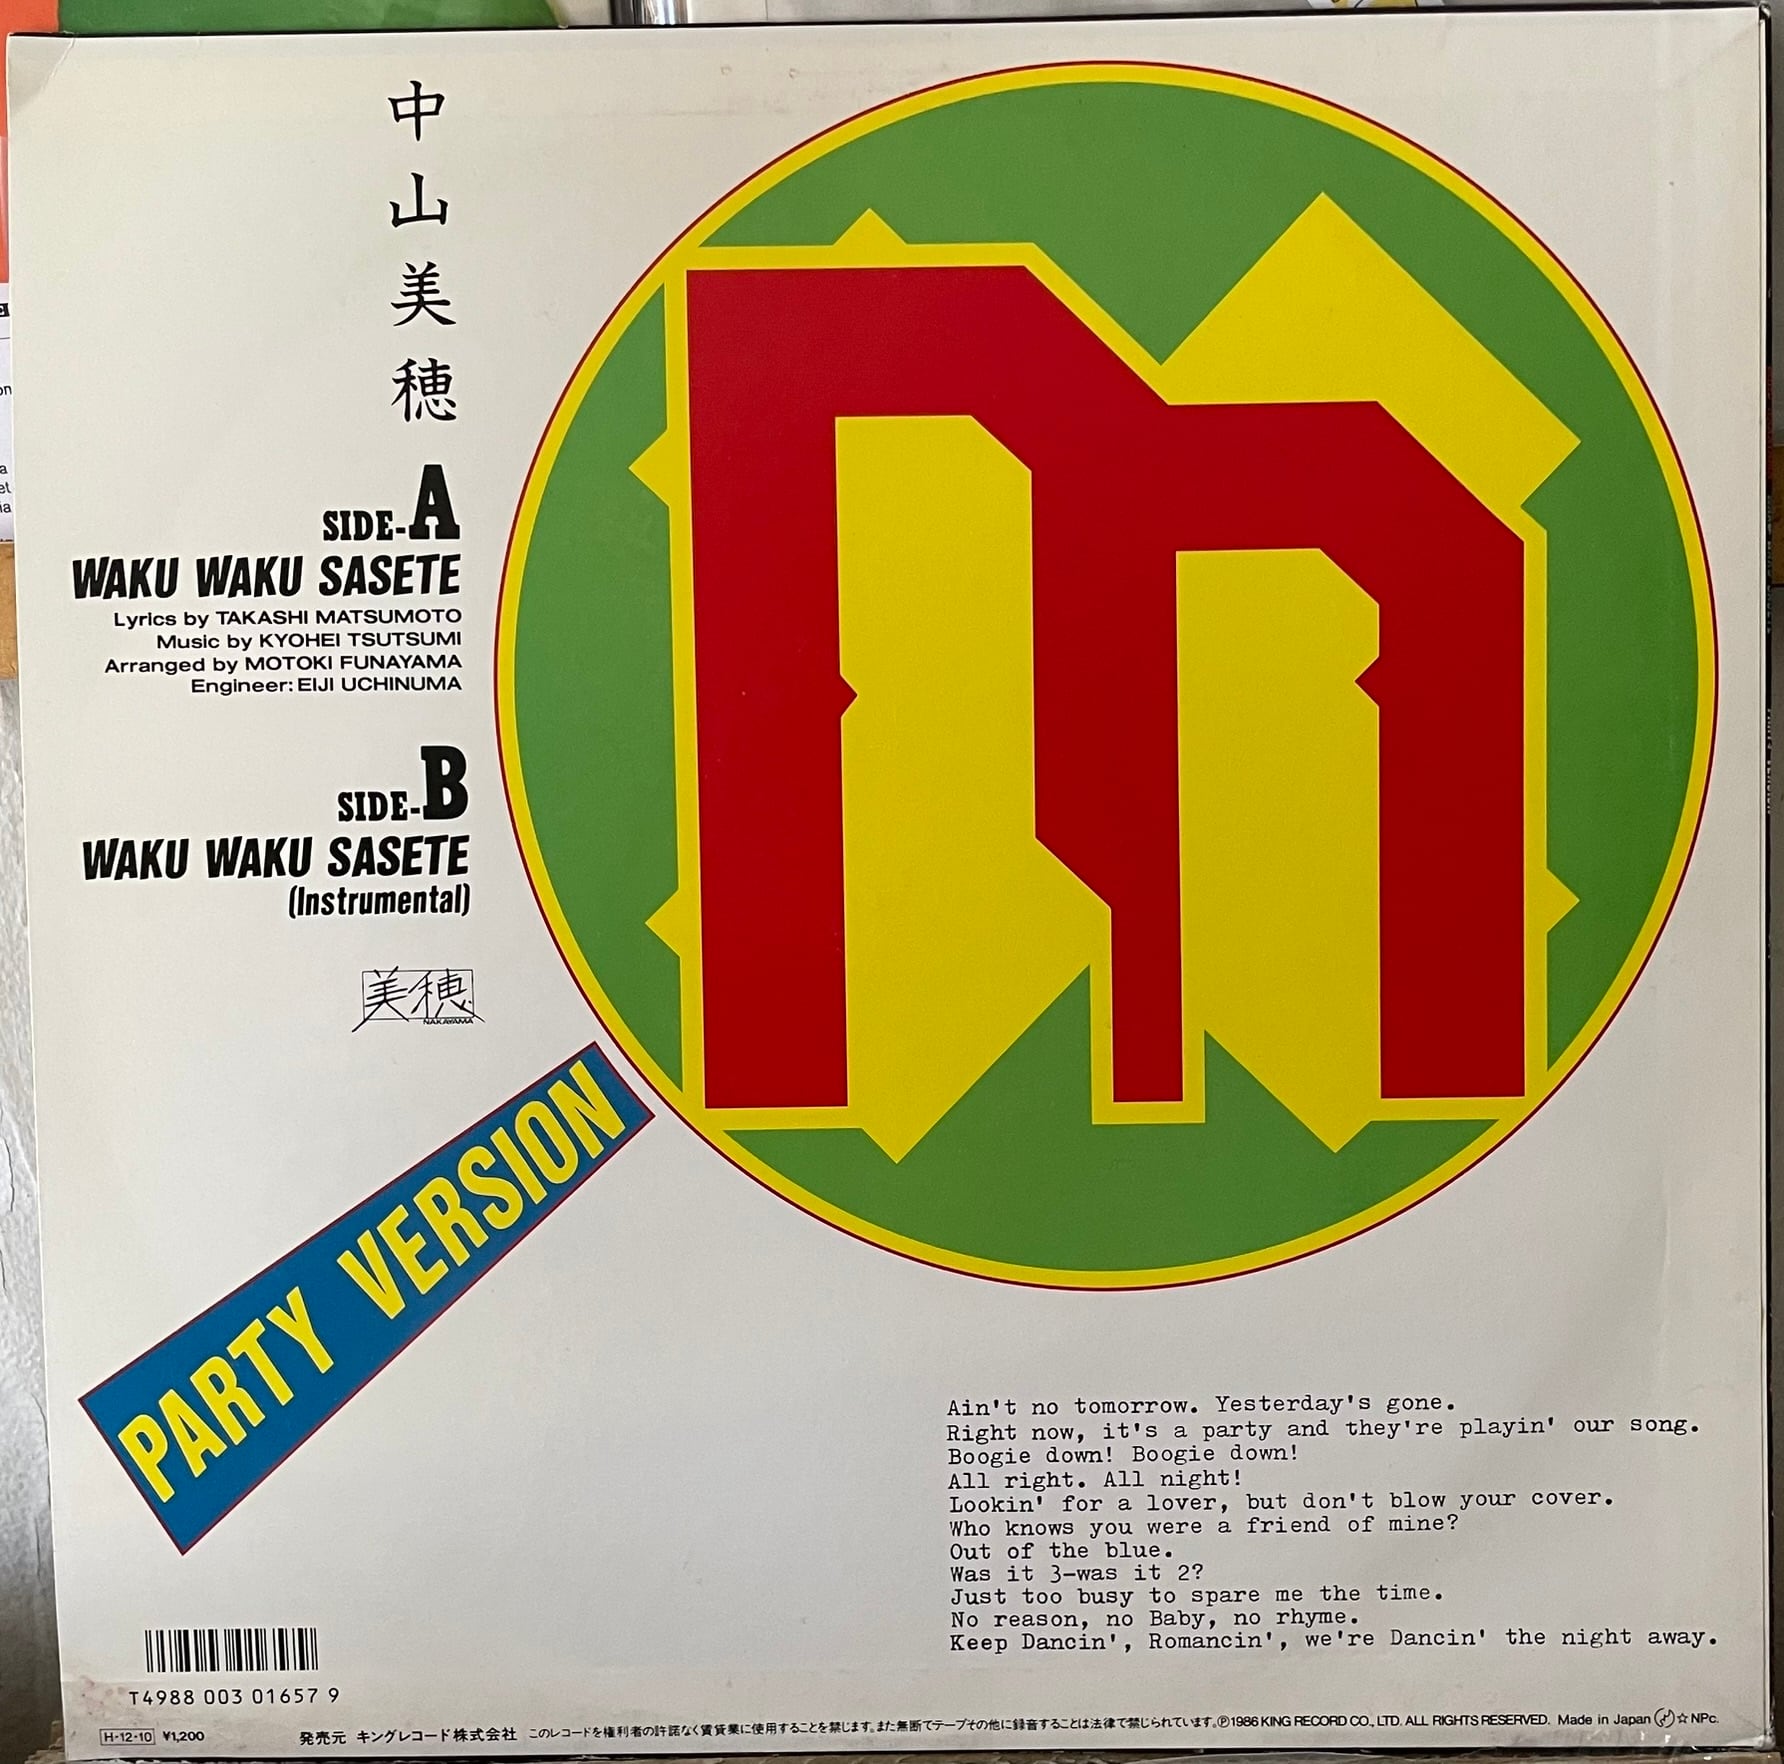 中山美穂
SIDE-A
WAKU WAKU SASETE
Lyrics by TAKASHI MATSUMOTO
Music by KYOHEI TSUTSUMI
Arranged by MOTOKI FUNAYAMA
Engineer: EIJI UCHINUMA
SIDE-B
WAKU WAKU SASETE
(Instrumental)
美穂
NAKAYAMA
m
PARTY VERSION
Ain't no tomorrow. Yesterday's gone.
Right now, it's a party and they're playin' our song.
Boogie down! Boogie down!
All right. All night!
Lookin' for a lover, but don't blow your cover.
Who knows you were a friend of mine?
Out of the blue.
Was it 3-was it 2?
Just too busy to spare me the time.
No reason, no Baby, no rhyme.
Keep Dancin', Romancin', we're Dancin' the night away.
T4988 003 01657 9
H-12-10 ¥1,200 発売元 キングレコード株式会社 このレコードを権利者の許諾なく賃貸業に使用することを禁じます。また無断でテープその他に録音することは法律で禁じられています。Ⓟ1986 KING RECORD CO., LTD. ALL RIGHTS RESERVED. Made in Japan ☆NPc.